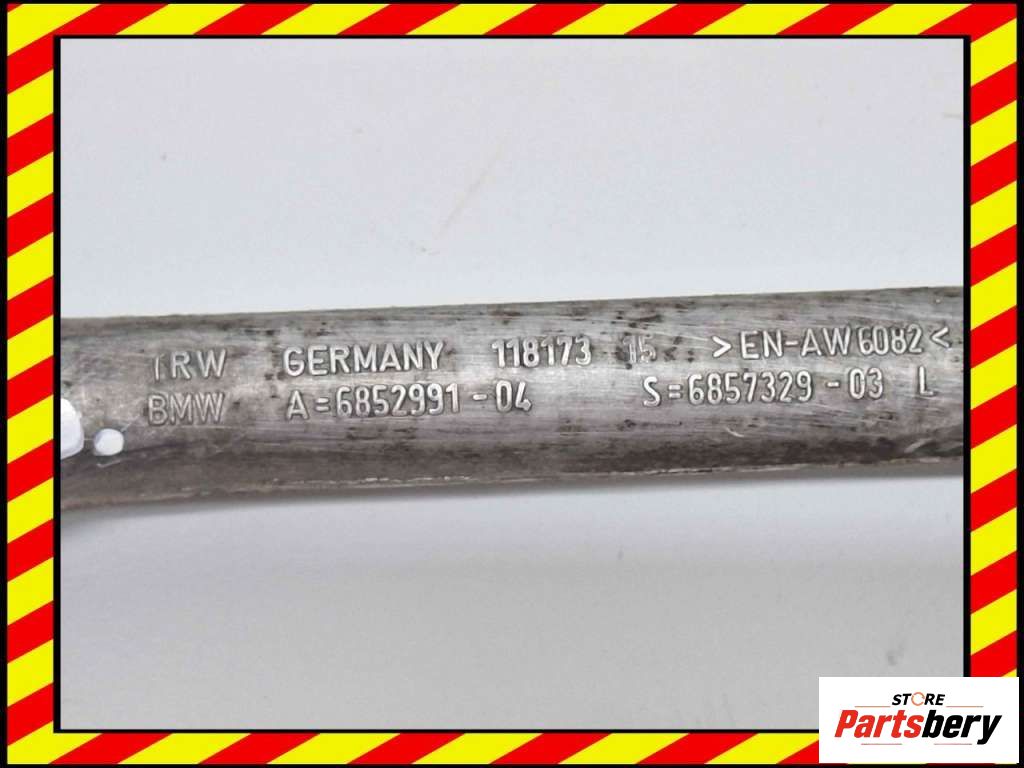 TRW GERMANY 118173 15 >EN-AW6082<
BMW A=6852991-04 S=6857329-03 L
STORE
Partsbery